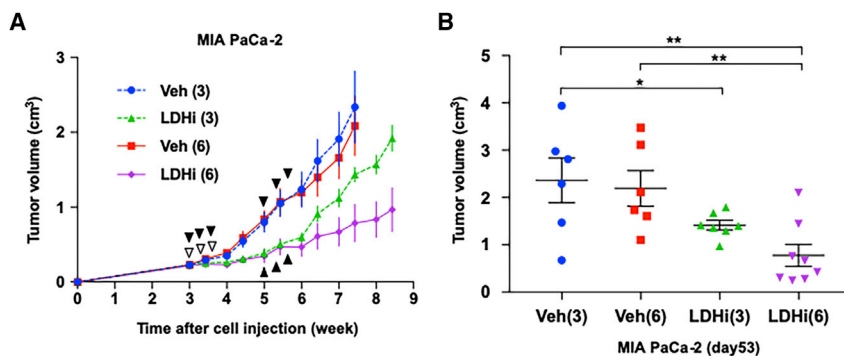 A
MIA PaCa-2
Tumor volume (cm3)
3
2
1
0
Veh (3)
LDHi (3)
Veh (6)
LDHi (6)
0 1 2 3 4 5 6 7 8 9
Time after cell injection (week)
B
Tumor volume (cm3)
5
4
3
2
1
0
**
**
*
Veh(3) Veh(6) LDHi(3) LDHi(6)
MIA PaCa-2 (day53)